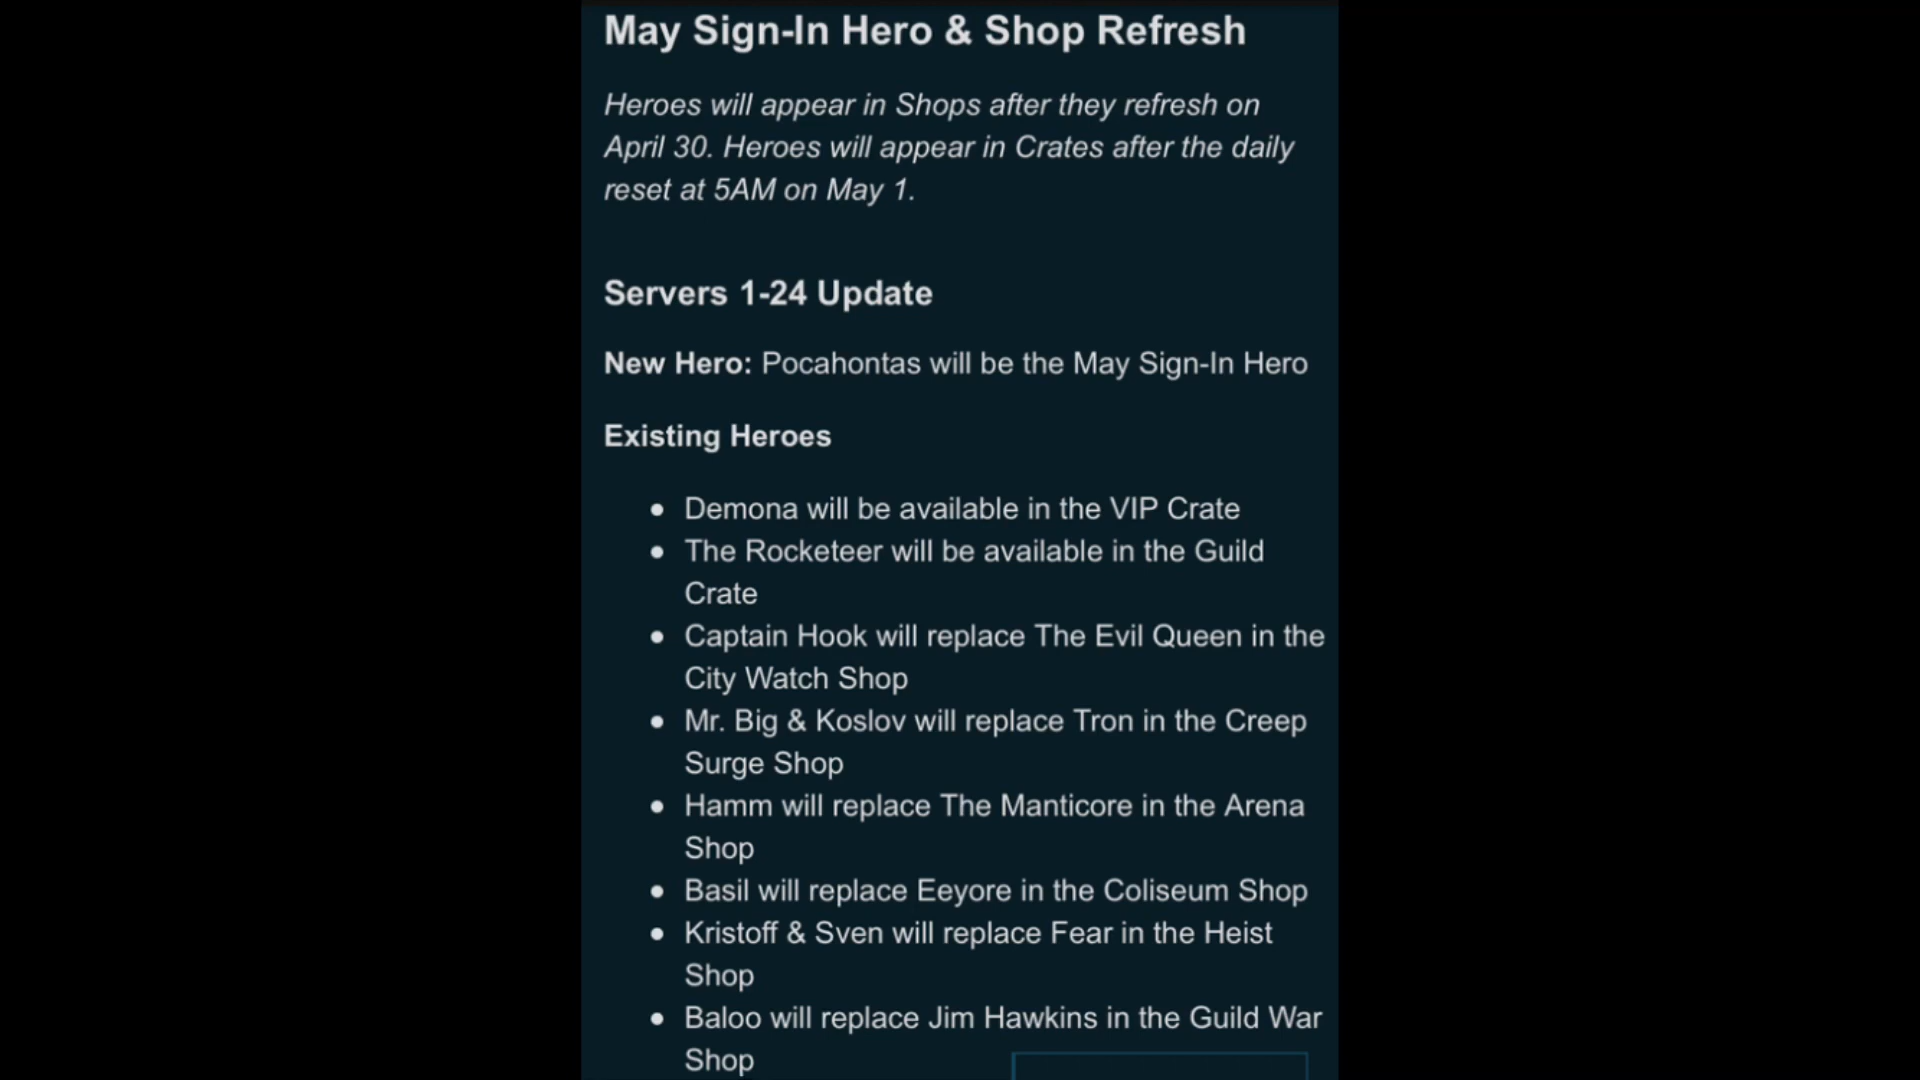 May Sign-In Hero & Shop Refresh
Heroes will appear in Shops after they refresh on
April 30. Heroes will appear in Crates after the daily
reset at 5AM on May 1.
Servers 1-24 Update
New Hero: Pocahontas will be the May Sign-In Hero
Existing Heroes
● Demona will be available in the VIP Crate
● The Rocketeer will be available in the Guild
Crate
● Captain Hook will replace The Evil Queen in the
City Watch Shop
● Mr. Big & Koslov will replace Tron in the Creep
Surge Shop
● Hamm will replace The Manticore in the Arena
Shop
● Basil will replace Eeyore in the Coliseum Shop
● Kristoff & Sven will replace Fear in the Heist
Shop
● Baloo will replace Jim Hawkins in the Guild War
Shop